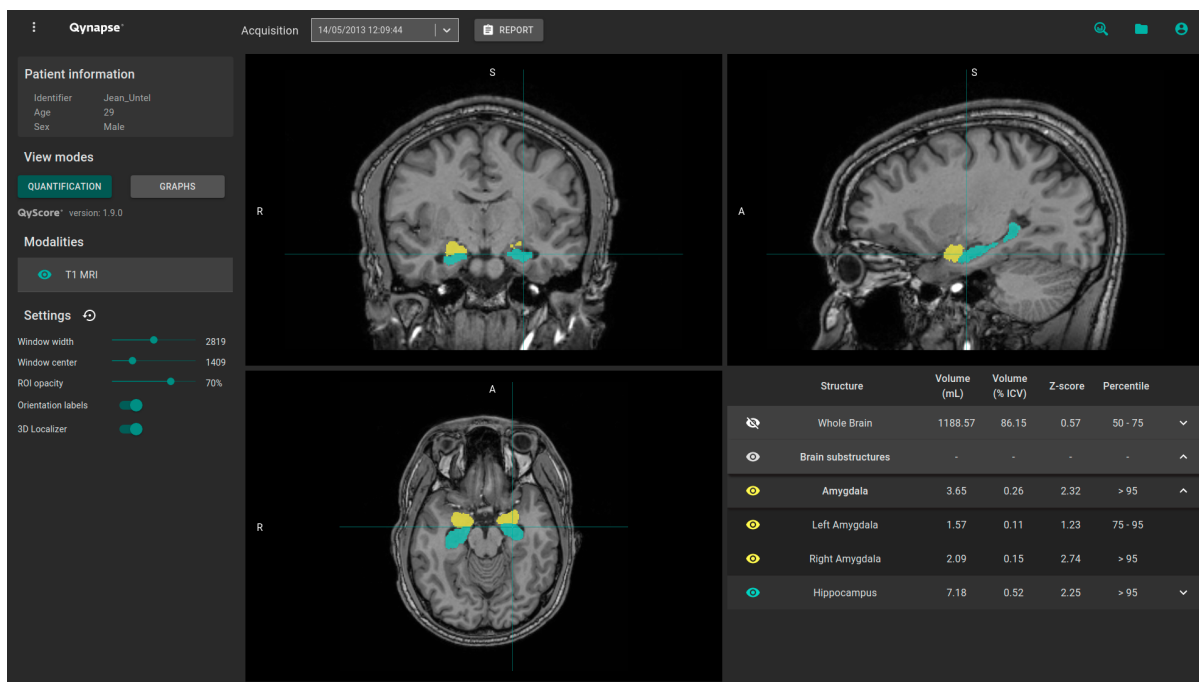 Qynapse
Acquisition 14/05/2013 12:09:44 REPORT
Patient information
Identifier Jean_Untel
Age 29
Sex Male
View modes
QUANTIFICATION GRAPHS
QyScore™ version: 1.9.0
Modalities
T1 MRI
Settings
Window width 2819
Window center 1409
ROI opacity 70%
Orientation labels
3D Localizer
S
R
S
A
A
R
Structure Volume (mL) Volume (% ICV) Z-score Percentile
Whole Brain 1188.57 86.15 0.57 50 - 75
Brain substructures - - - -
Amygdala 3.65 0.26 2.32 > 95
Left Amygdala 1.57 0.11 1.23 75 - 95
Right Amygdala 2.09 0.15 2.74 > 95
Hippocampus 7.18 0.52 2.25 > 95